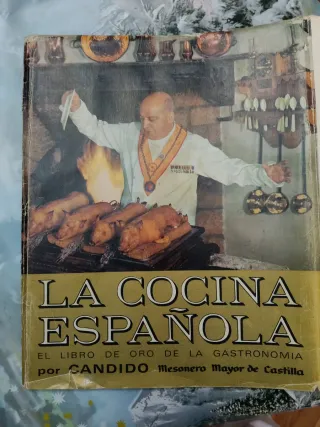 LA COCINA
ESPAÑOLA
EL LIBRO DE ORO DE LA GASTRONOMIA
por CANDIDO Mesonero Mayor de Castilla